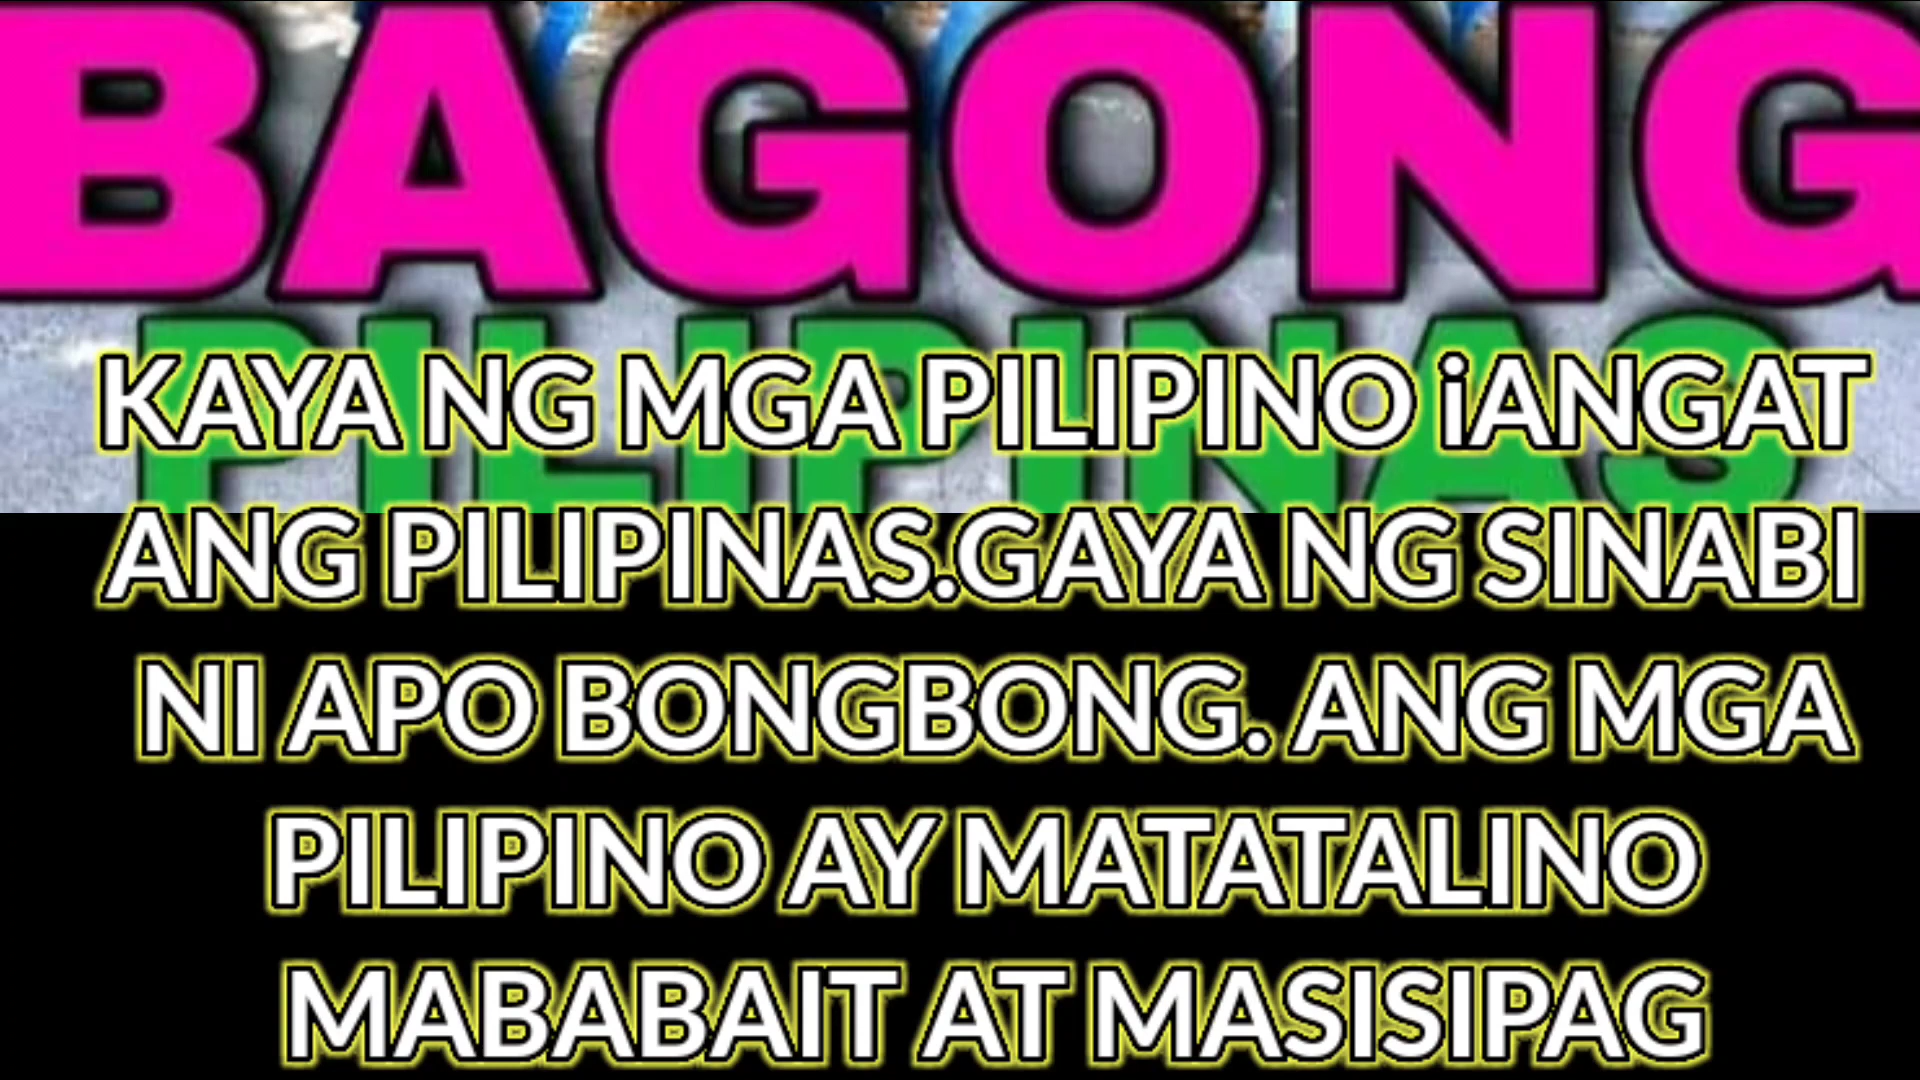 BAGONG
PILIPINAS
KAYA NG MGA PILIPINO iANGAT
ANG PILIPINAS.GAYA NG SINABI
NI APO BONGBONG. ANG MGA
PILIPINO AY MATATALINO
MABABAIT AT MASISIPAG